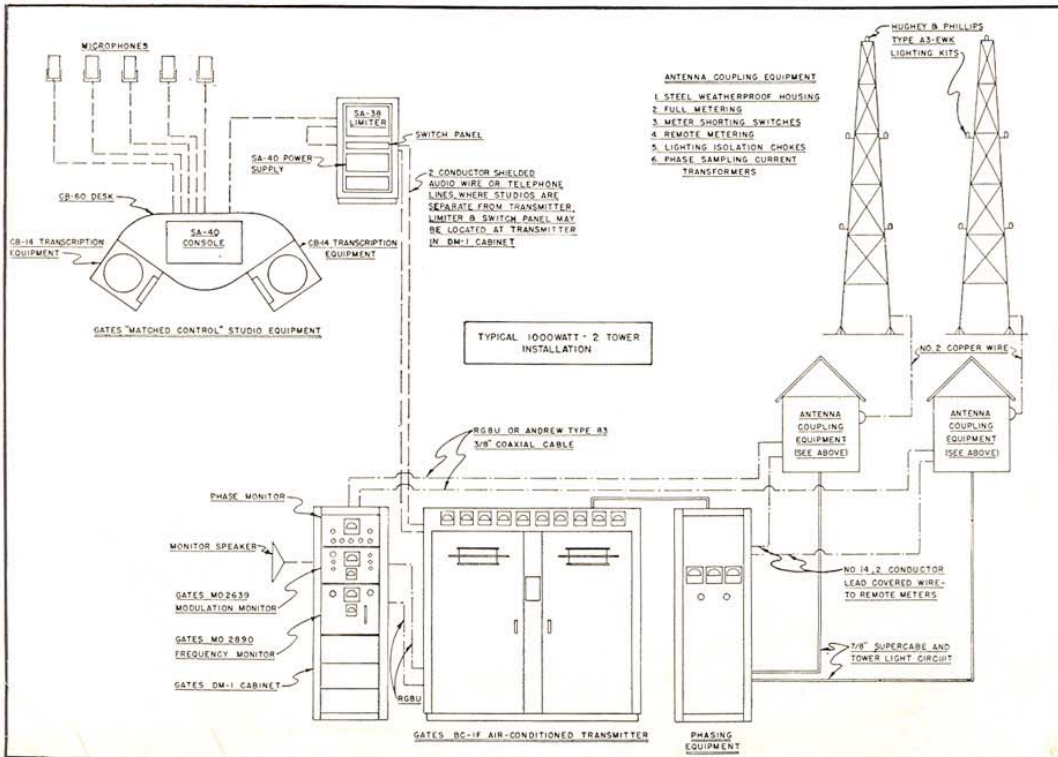 MICROPHONES
HUGHEY & PHILLIPS
TYPE A3-EWK
LIGHTING KITS
ANTENNA COUPLING EQUIPMENT
1. STEEL WEATHERPROOF HOUSING
2. FULL METERING
3. METER SHORTING SWITCHES
4. REMOTE METERING
5. LIGHTING ISOLATION CHOKES
6. PHASE SAMPLING CURRENT
TRANSFORMERS
SA-38
LIMITER
SWITCH PANEL
SA-40 POWER
SUPPLY
2 CONDUCTOR SHIELDED
AUDIO WIRE OR TELEPHONE
LINES, WHERE STUDIOS ARE
SEPARATE FROM TRANSMITTER,
LIMITER & SWITCH PANEL MAY
BE LOCATED AT TRANSMITTER
IN DM-1 CABINET
CB-60 DESK
SA-40
CONSOLE
CB-14 TRANSCRIPTION
EQUIPMENT
CB-14 TRANSCRIPTION
EQUIPMENT
GATES "MATCHED CONTROL" STUDIO EQUIPMENT
TYPICAL 1000WATT - 2 TOWER
INSTALLATION
NO. 2 COPPER WIRE
ANTENNA
COUPLING
EQUIPMENT
(SEE ABOVE)
ANTENNA
COUPLING
EQUIPMENT
(SEE ABOVE)
RG8U OR ANDREW TYPE 83
3/8" COAXIAL CABLE
PHASE MONITOR
MONITOR SPEAKER
GATES MO.2639
MODULATION MONITOR
GATES MO.2890
FREQUENCY MONITOR
GATES DM-1 CABINET
RG8U
NO. 14, 2 CONDUCTOR
LEAD COVERED WIRE-
TO REMOTE METERS
7/8" SUPERCABE AND
TOWER LIGHT CIRCUIT
GATES BC-1F AIR-CONDITIONED TRANSMITTER
PHASING
EQUIPMENT